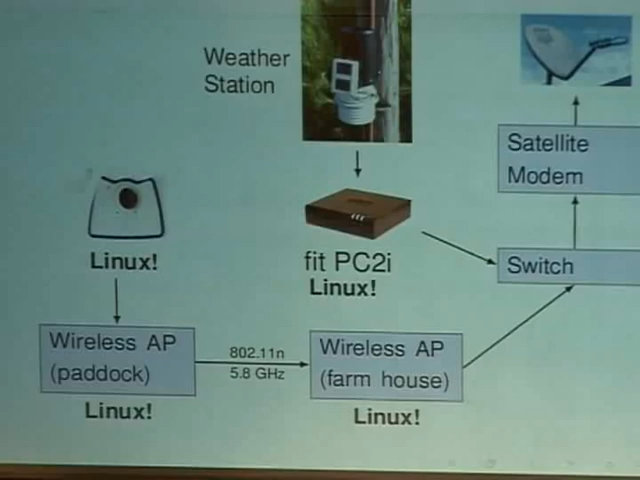 Weather
Station
Satellite
Modem
Linux!
fit PC2i
Linux!
Switch
Wireless AP
(paddock)
Linux!
802.11n
5.8 GHz
Wireless AP
(farm house)
Linux!